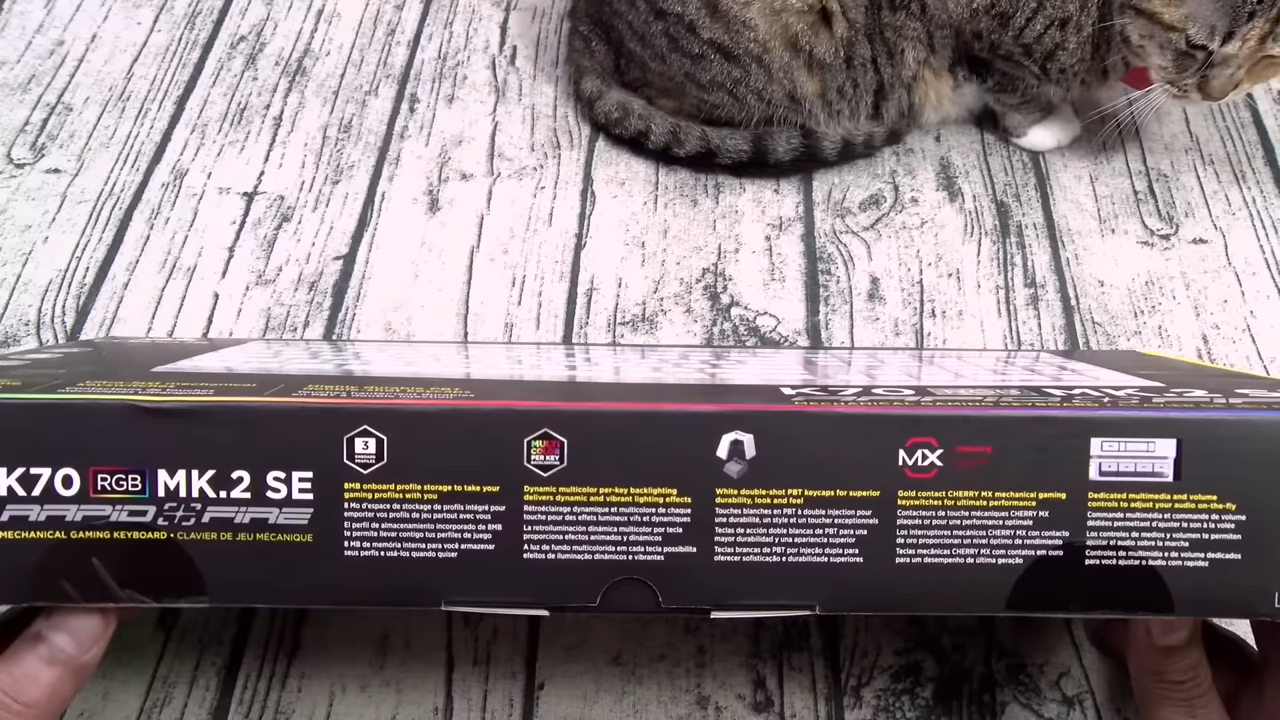 K70 RGB MK.2 SE
RAPIDFIRE
MECHANICAL GAMING KEYBOARD • CLAVIER DE JEU MÉCANIQUE
3
ONBOARD
PROFILES
8MB onboard profile storage to take your
gaming profiles with you
8 Mo d'espace de stockage de profils intégré pour
emporter vos profils de jeu partout avec vous
El perfil de almacenamiento incorporado de 8MB
te permite llevar contigo tus perfiles de juego
8 MB de memória interna para você armazenar
seus perfis e usá-los quando quiser
MULTI
COLOR
PER KEY
BACKLIGHTING
Dynamic multicolor per-key backlighting
delivers dynamic and vibrant lighting effects
Rétroéclairage dynamique et multicolore de chaque
touche pour des effets lumineux vifs et dynamiques
La retroiluminación dinámica multicolor por tecla
proporciona efectos animados y dinámicos
A luz de fundo multicolorida em cada tecla possibilita
efeitos de iluminação dinâmicos e vibrantes
White double-shot PBT keycaps for superior
durability, look and feel
Touches blanches en PBT à double injection pour
une durabilité, un style et un toucher exceptionnels
Teclas de acción doble blancas de PBT para una
mayor durabilidad y una apariencia superior
Teclas brancas de PBT por injeção dupla para
oferecer sofisticação e durabilidade superiores
MX
Gold contact CHERRY MX mechanical gaming
keyswitches for ultimate performance
Contacteurs de touche mécaniques CHERRY MX
plaqués or pour une performance optimale
Los interruptores mecánicos CHERRY MX con contacto
de oro proporcionan un nivel óptimo de rendimiento
Teclas mecânicas CHERRY MX com contatos em ouro
para um desempenho de última geração
Dedicated multimedia and volume
controls to adjust your audio on-the-fly
Commande multimédia et commande de volume
dédiées permettant d'ajuster le son à la volée
Los controles de medios y volumen te permiten
ajustar el audio sobre la marcha
Controles de multimídia e de volume dedicados
para você ajustar o áudio com rapidez